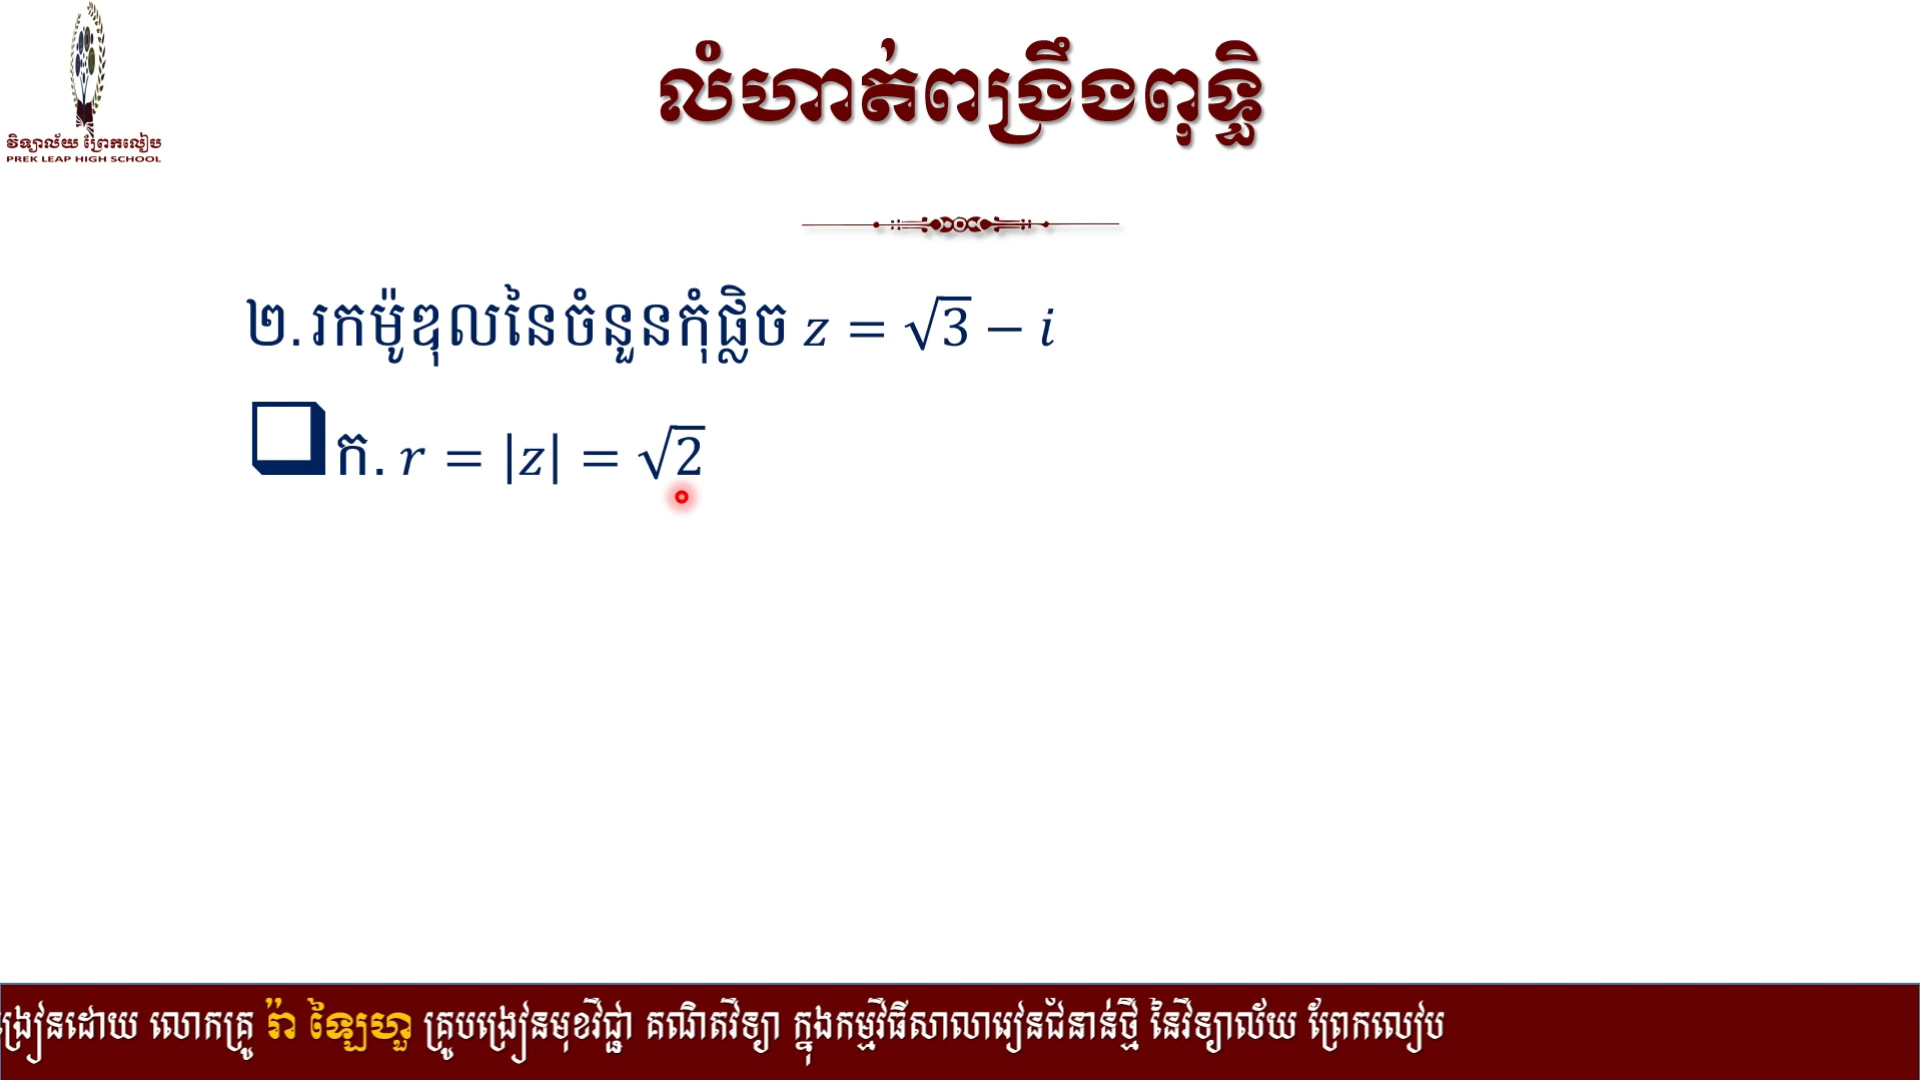 វិទ្យាល័យ ព្រែកលៀប
PREK LEAP HIGH SCHOOL
លំហាត់ពង្រឹងពុទ្ធិ
២. រកម៉ូឌុលនៃចំនួនកុំផ្លិច z = √3 − i
ក. r = |z| = √2
ង្រៀនដោយ លោកគ្រូ រ៉ា ឡៃហួ គ្រូបង្រៀនមុខវិជ្ជា គណិតវិទ្យា ក្នុងកម្មវិធីសាលារៀនជំនាន់ថ្មី នៃវិទ្យាល័យ ព្រែកលៀប